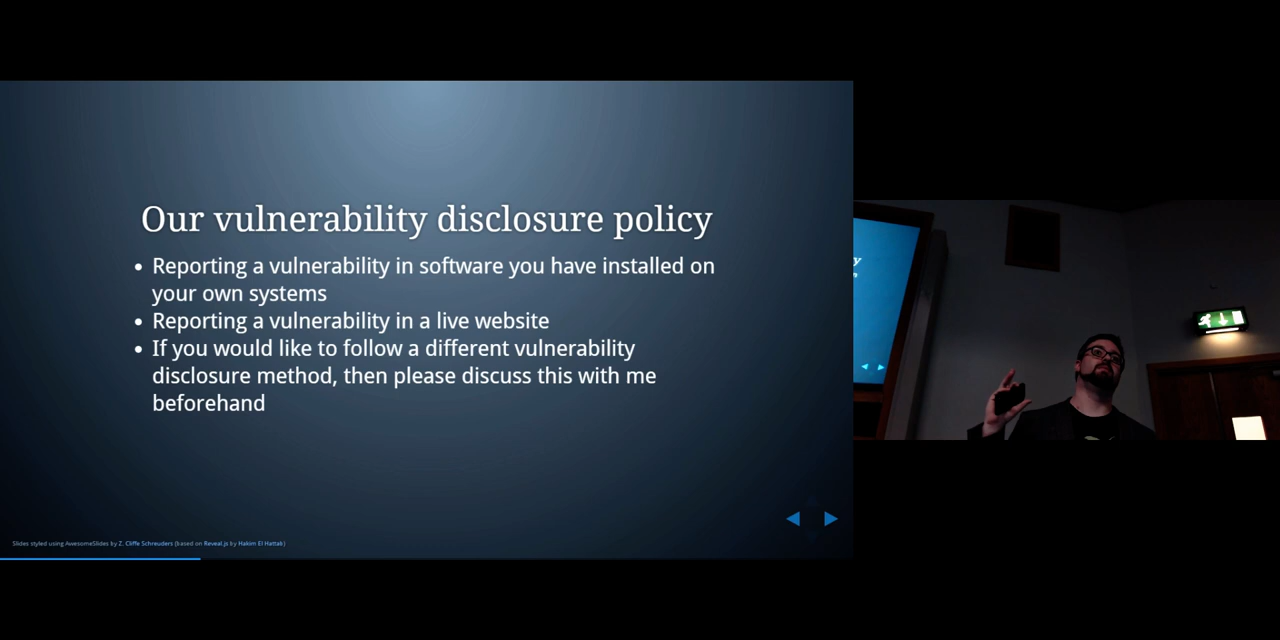 Our vulnerability disclosure policy
• Reporting a vulnerability in software you have installed on
your own systems
• Reporting a vulnerability in a live website
• If you would like to follow a different vulnerability
disclosure method, then please discuss this with me
beforehand
Slides styled using AwesomeSlides by Z. Cliffe Schreuders (based on Reveal.js by Hakim El Hattab)
y
n